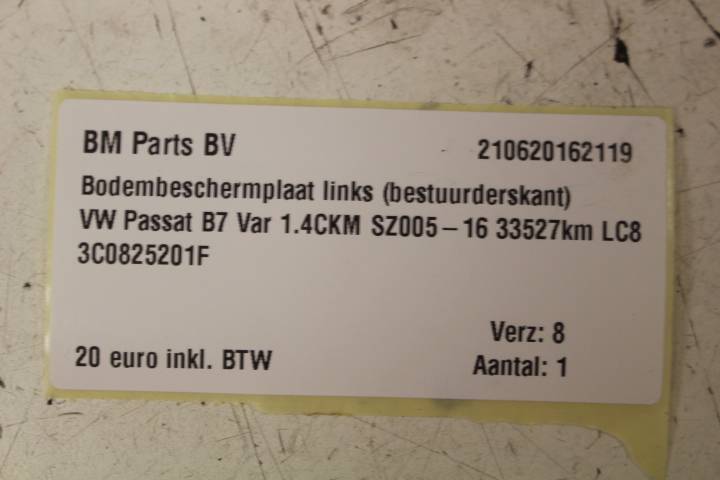 BM Parts BV 210620162119
Bodembeschermplaat links (bestuurderskant)
VW Passat B7 Var 1.4CKM SZ005-16 33527km LC8
3C0825201F
Verz: 8
20 euro inkl. BTW Aantal: 1